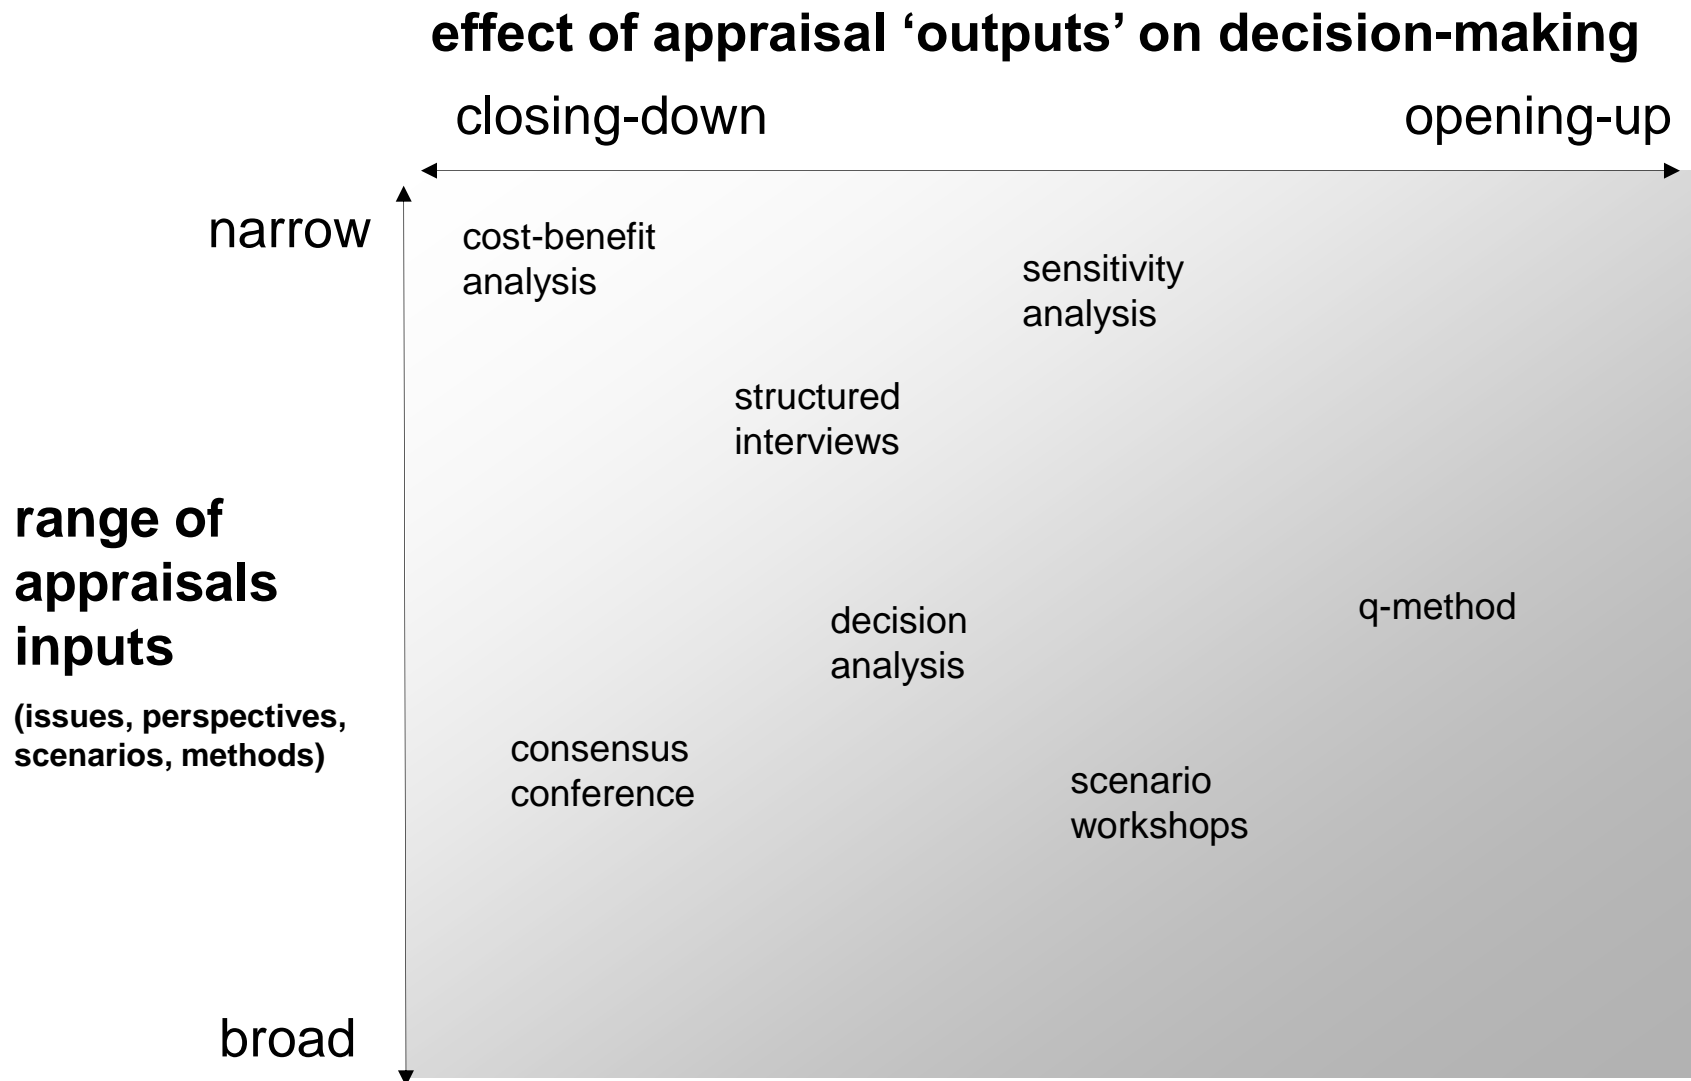 effect of appraisal ‘outputs’ on decision-making
closing-down
opening-up
narrow
cost-benefit
analysis
sensitivity
analysis
structured
interviews
range of
appraisals
inputs
(issues, perspectives,
scenarios, methods)
decision
analysis
q-method
consensus
conference
scenario
workshops
broad